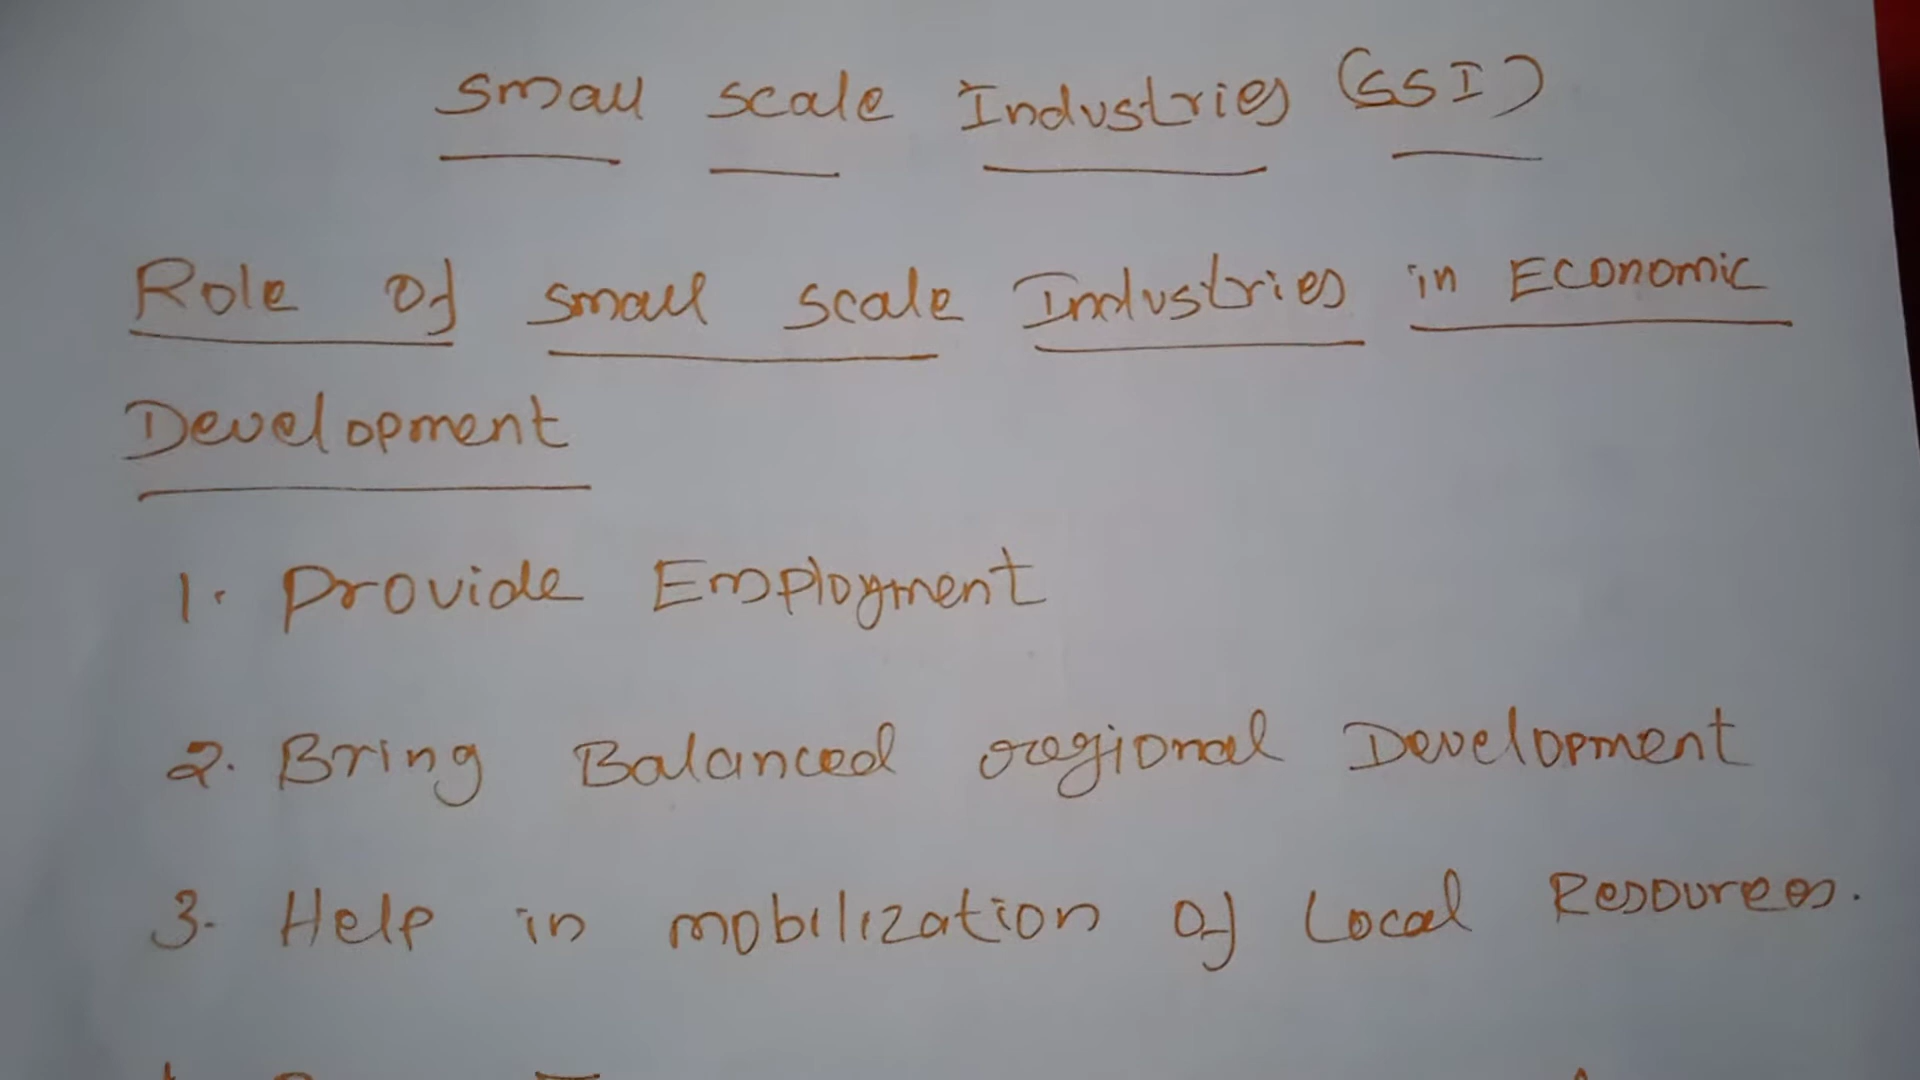 Small scale Industries (SSI)
Role of small scale Industries in Economic
Development
1. Provide Employment
2. Bring Balanced regional Development
3. Help in mobilization of Local Resources.